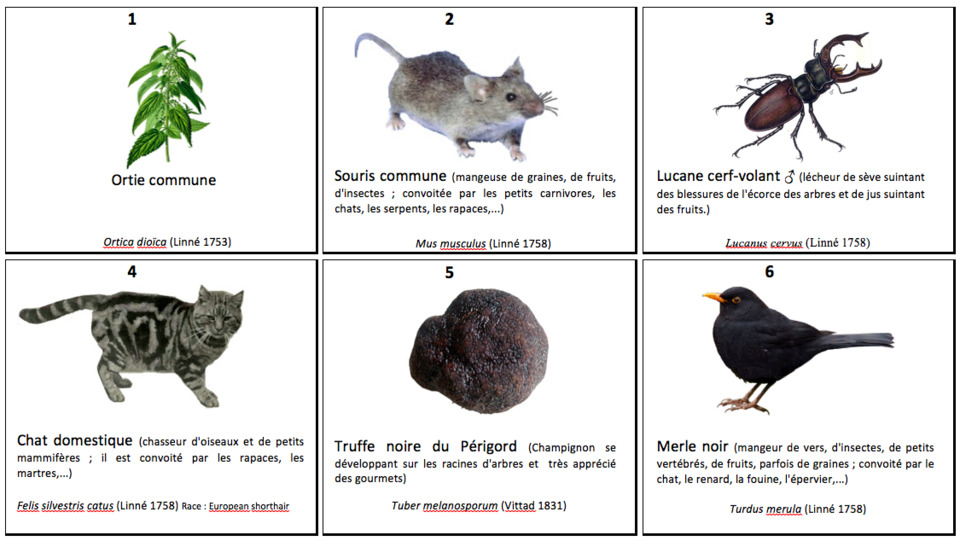 1
Ortie commune
Ortica dioïca (Linné 1753)
2
Souris commune (mangeuse de graines, de fruits,
d'insectes ; convoitée par les petits carnivores, les
chats, les serpents, les rapaces,...)
Mus musculus (Linné 1758)
3
Lucane cerf-volant ♂ (lécheur de sève suintant
des blessures de l'écorce des arbres et de jus suintant
des fruits.)
Lucanus cervus (Linné 1758)
4
Chat domestique (chasseur d'oiseaux et de petits
mammifères ; il est convoité par les rapaces, les
martres,...)
Felis silvestris catus (Linné 1758) Race : European shorthair
5
Truffe noire du Périgord (Champignon se
développant sur les racines d'arbres et très apprécié
des gourmets)
Tuber melanosporum (Vittad 1831)
6
Merle noir (mangeur de vers, d'insectes, de petits
vertébrés, de fruits, parfois de graines ; convoité par le
chat, le renard, la fouine, l'épervier,...)
Turdus merula (Linné 1758)